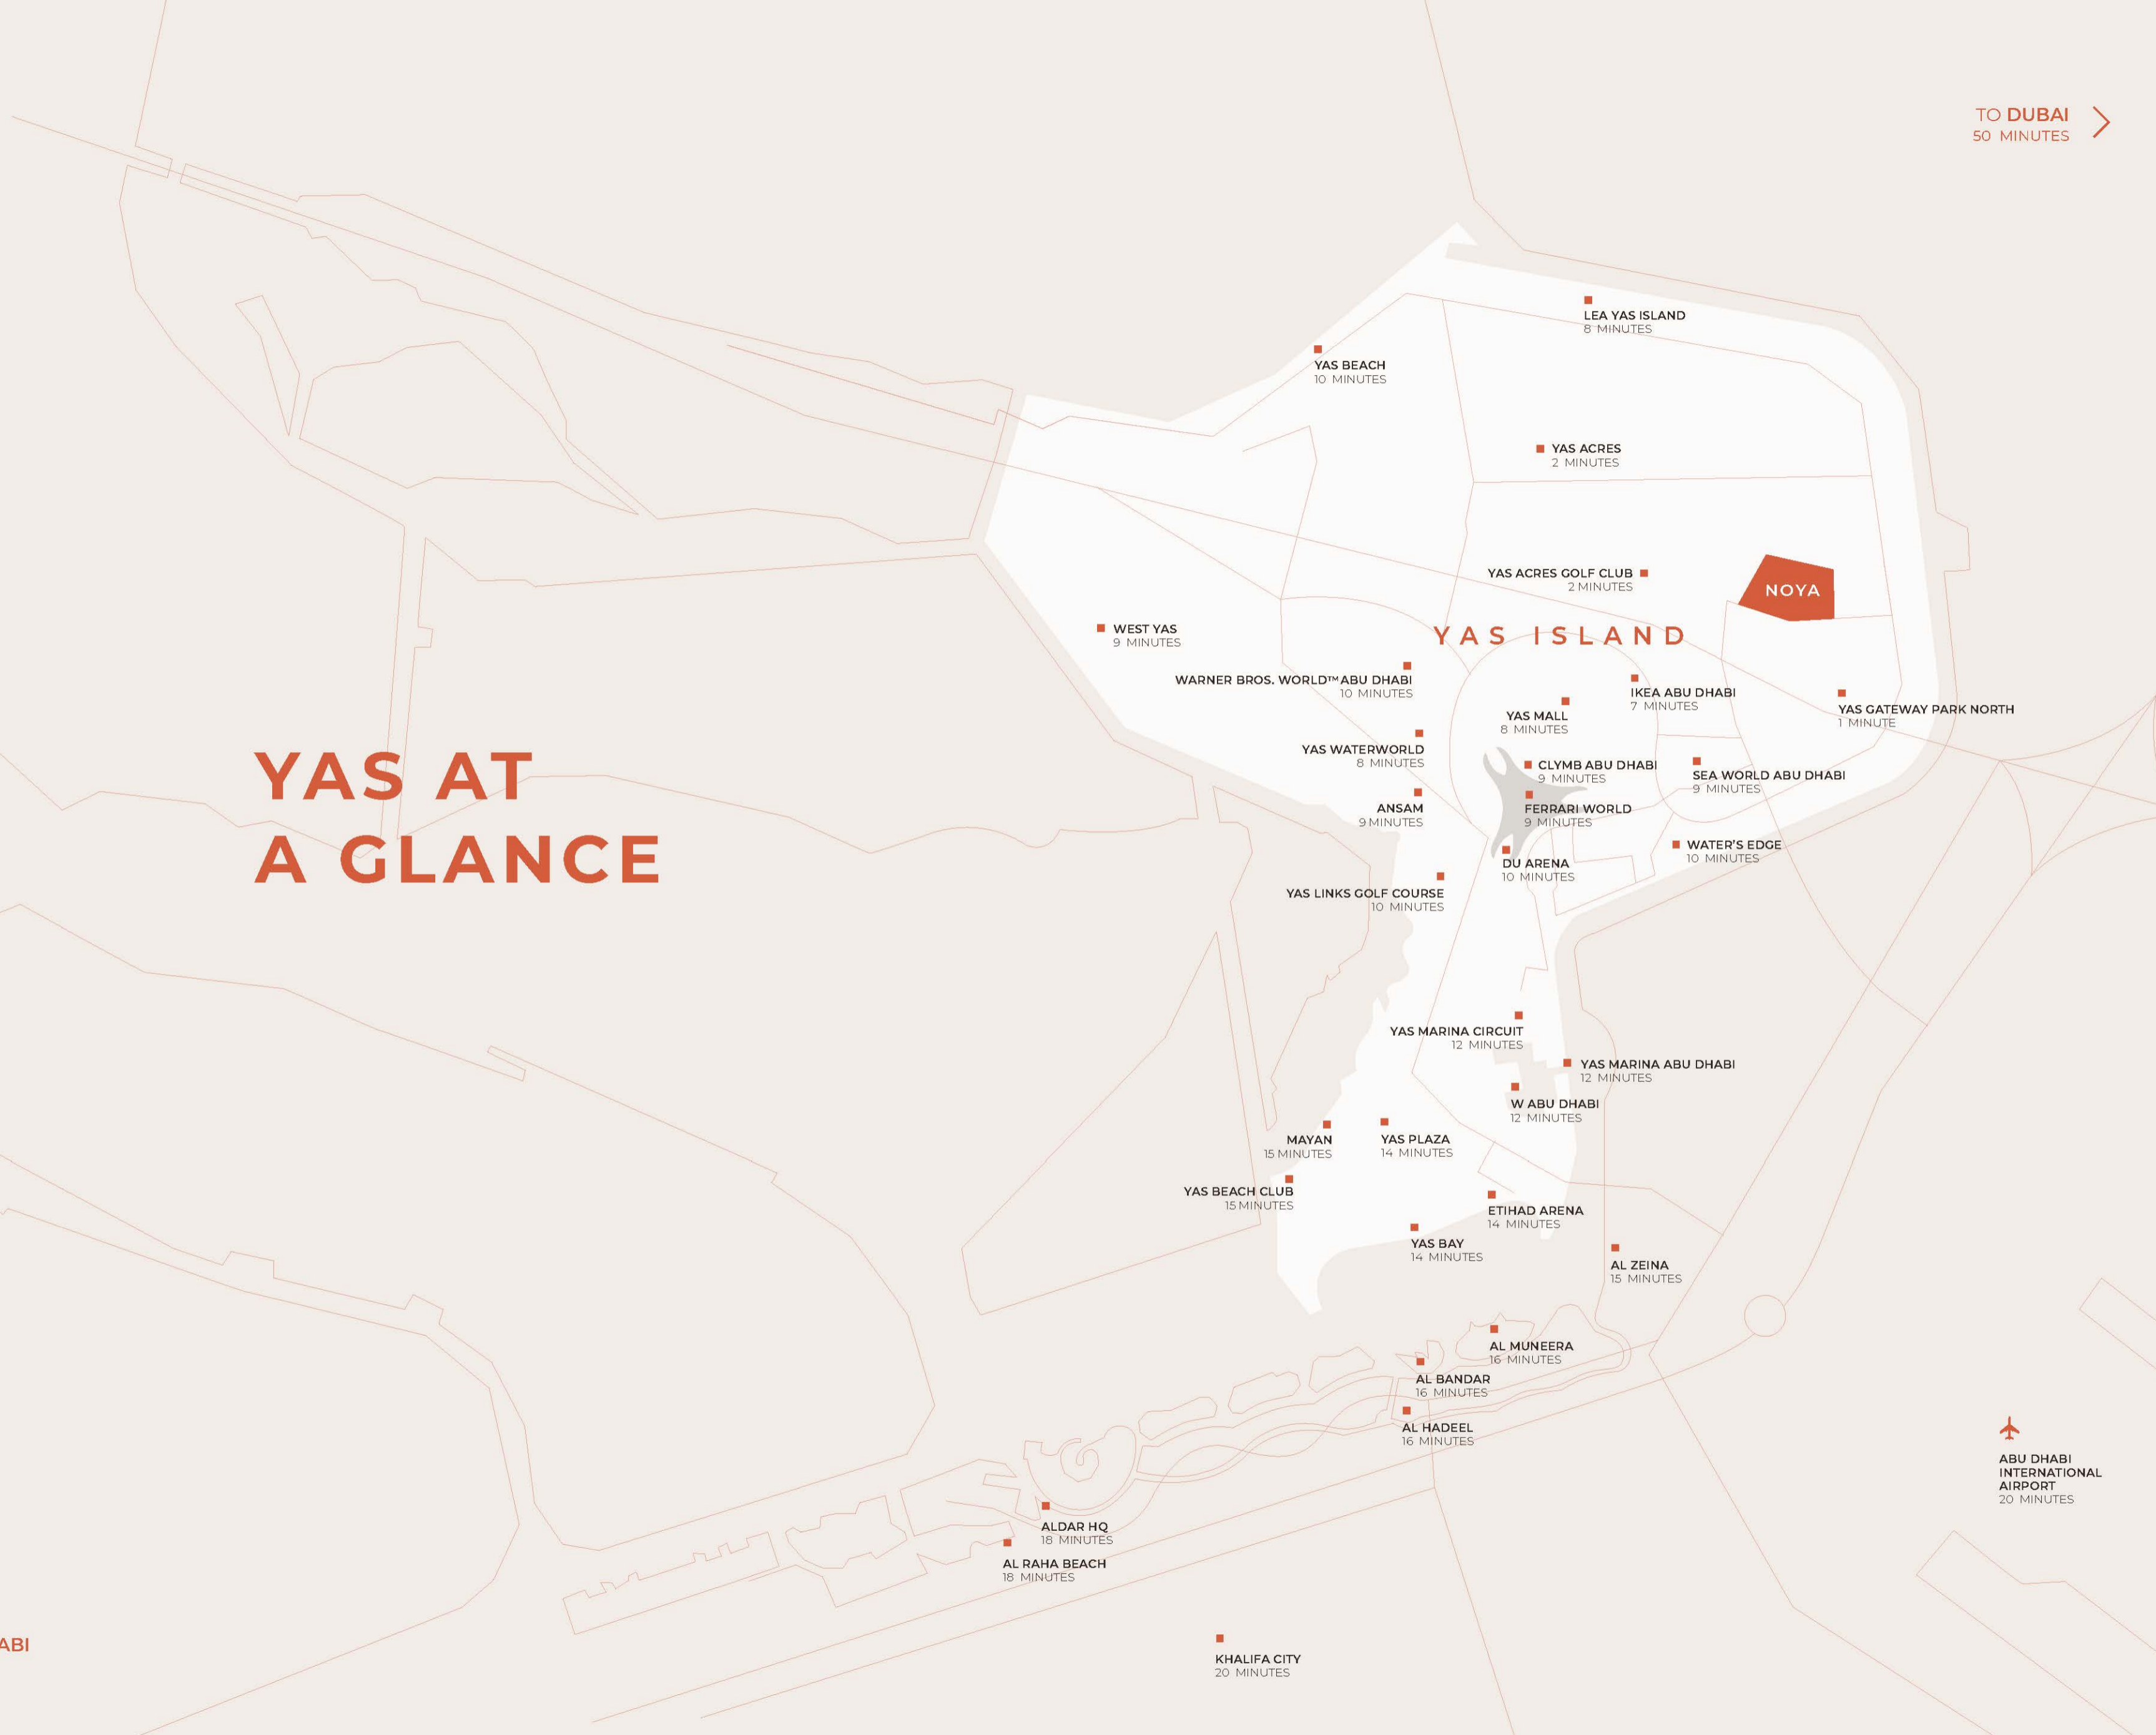 TO DUBAI
50 MINUTES
LEA YAS ISLAND
8 MINUTES
YAS BEACH
10 MINUTES
YAS ACRES
2 MINUTES
YAS ACRES GOLF CLUB
2 MINUTES
NOYA
YAS ISLAND
WEST YAS
9 MINUTES
WARNER BROS. WORLD™ ABU DHABI
10 MINUTES
IKEA ABU DHABI
7 MINUTES
YAS MALL
8 MINUTES
YAS GATEWAY PARK NORTH
1 MINUTE
YAS WATERWORLD
8 MINUTES
CLYMB ABU DHABI
9 MINUTES
SEA WORLD ABU DHABI
9 MINUTES
YAS AT
A GLANCE
ANSAM
9 MINUTES
FERRARI WORLD
9 MINUTES
WATER'S EDGE
10 MINUTES
DU ARENA
10 MINUTES
YAS LINKS GOLF COURSE
10 MINUTES
YAS MARINA CIRCUIT
12 MINUTES
YAS MARINA ABU DHABI
12 MINUTES
W ABU DHABI
12 MINUTES
MAYAN
15 MINUTES
YAS PLAZA
14 MINUTES
YAS BEACH CLUB
15 MINUTES
ETIHAD ARENA
14 MINUTES
YAS BAY
14 MINUTES
AL ZEINA
15 MINUTES
AL MUNEERA
16 MINUTES
AL BANDAR
16 MINUTES
AL HADEEL
16 MINUTES
ABU DHABI
INTERNATIONAL
AIRPORT
20 MINUTES
ALDAR HQ
18 MINUTES
AL RAHA BEACH
18 MINUTES
ABI
KHALIFA CITY
20 MINUTES